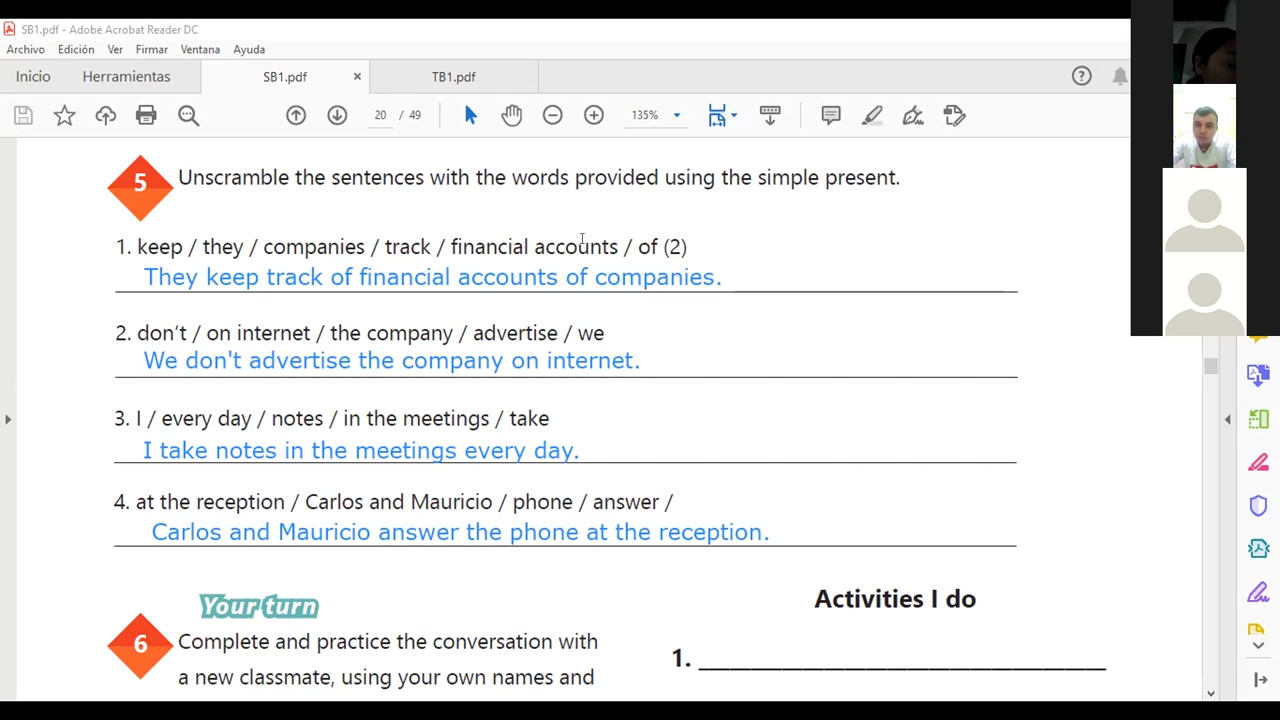 SB1.pdf - Adobe Acrobat Reader DC
Archivo Edición Ver Firmar Ventana Ayuda
Inicio Herramientas SB1.pdf × TB1.pdf
20 / 49 135%
5 Unscramble the sentences with the words provided using the simple present.
1. keep / they / companies / track / financial accounts / of (2)
They keep track of financial accounts of companies.
2. don't / on internet / the company / advertise / we
We don't advertise the company on internet.
3. I / every day / notes / in the meetings / take
I take notes in the meetings every day.
4. at the reception / Carlos and Mauricio / phone / answer /
Carlos and Mauricio answer the phone at the reception.
Your turn
6 Complete and practice the conversation with
a new classmate, using your own names and
Activities I do
1. ____________________________